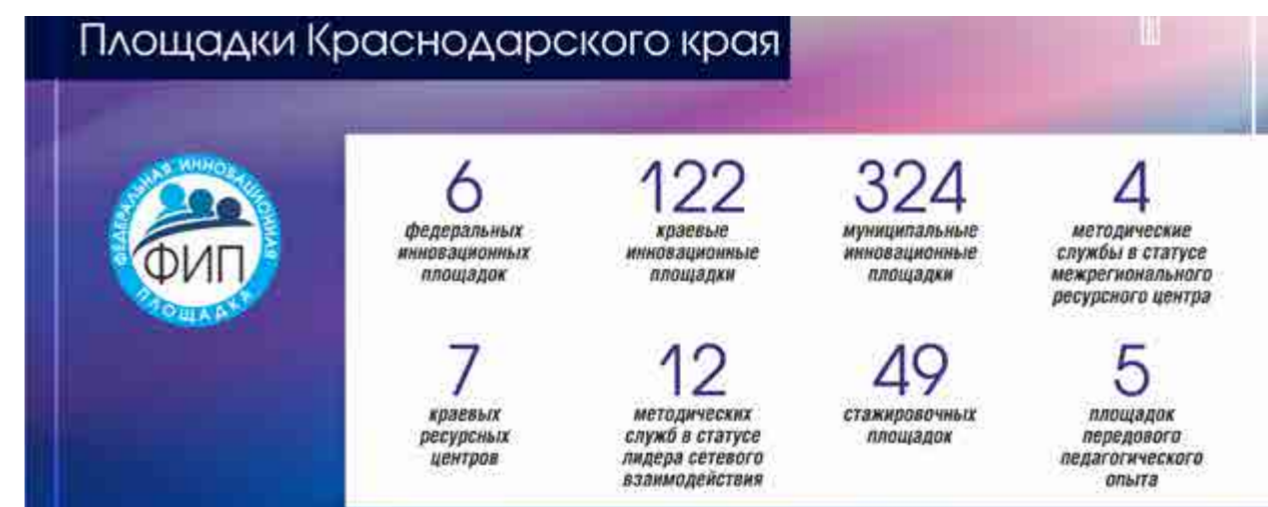 Площадки Краснодарского края
ФЕДЕРАЛЬНАЯ ИННОВАЦИОННАЯ
ФИП
ПЛОЩАДКА
6
федеральных
инновационных
площадок
122
краевые
инновационные
площадки
324
муниципальные
инновационные
площадки
4
методические
службы в статусе
межрегионального
ресурсного центра
7
краевых
ресурсных
центров
12
методических
служб в статусе
лидера сетевого
взаимодействия
49
стажировочных
площадок
5
площадок
передового
педагогического
опыта